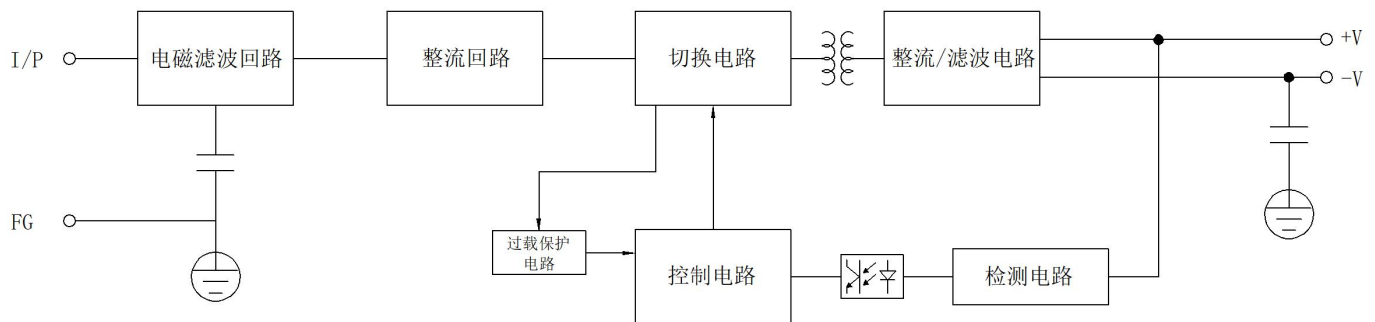 I/P
电磁滤波回路
整流回路
切换电路
整流/滤波电路
+V
-V
FG
过载保护
电路
控制电路
检测电路